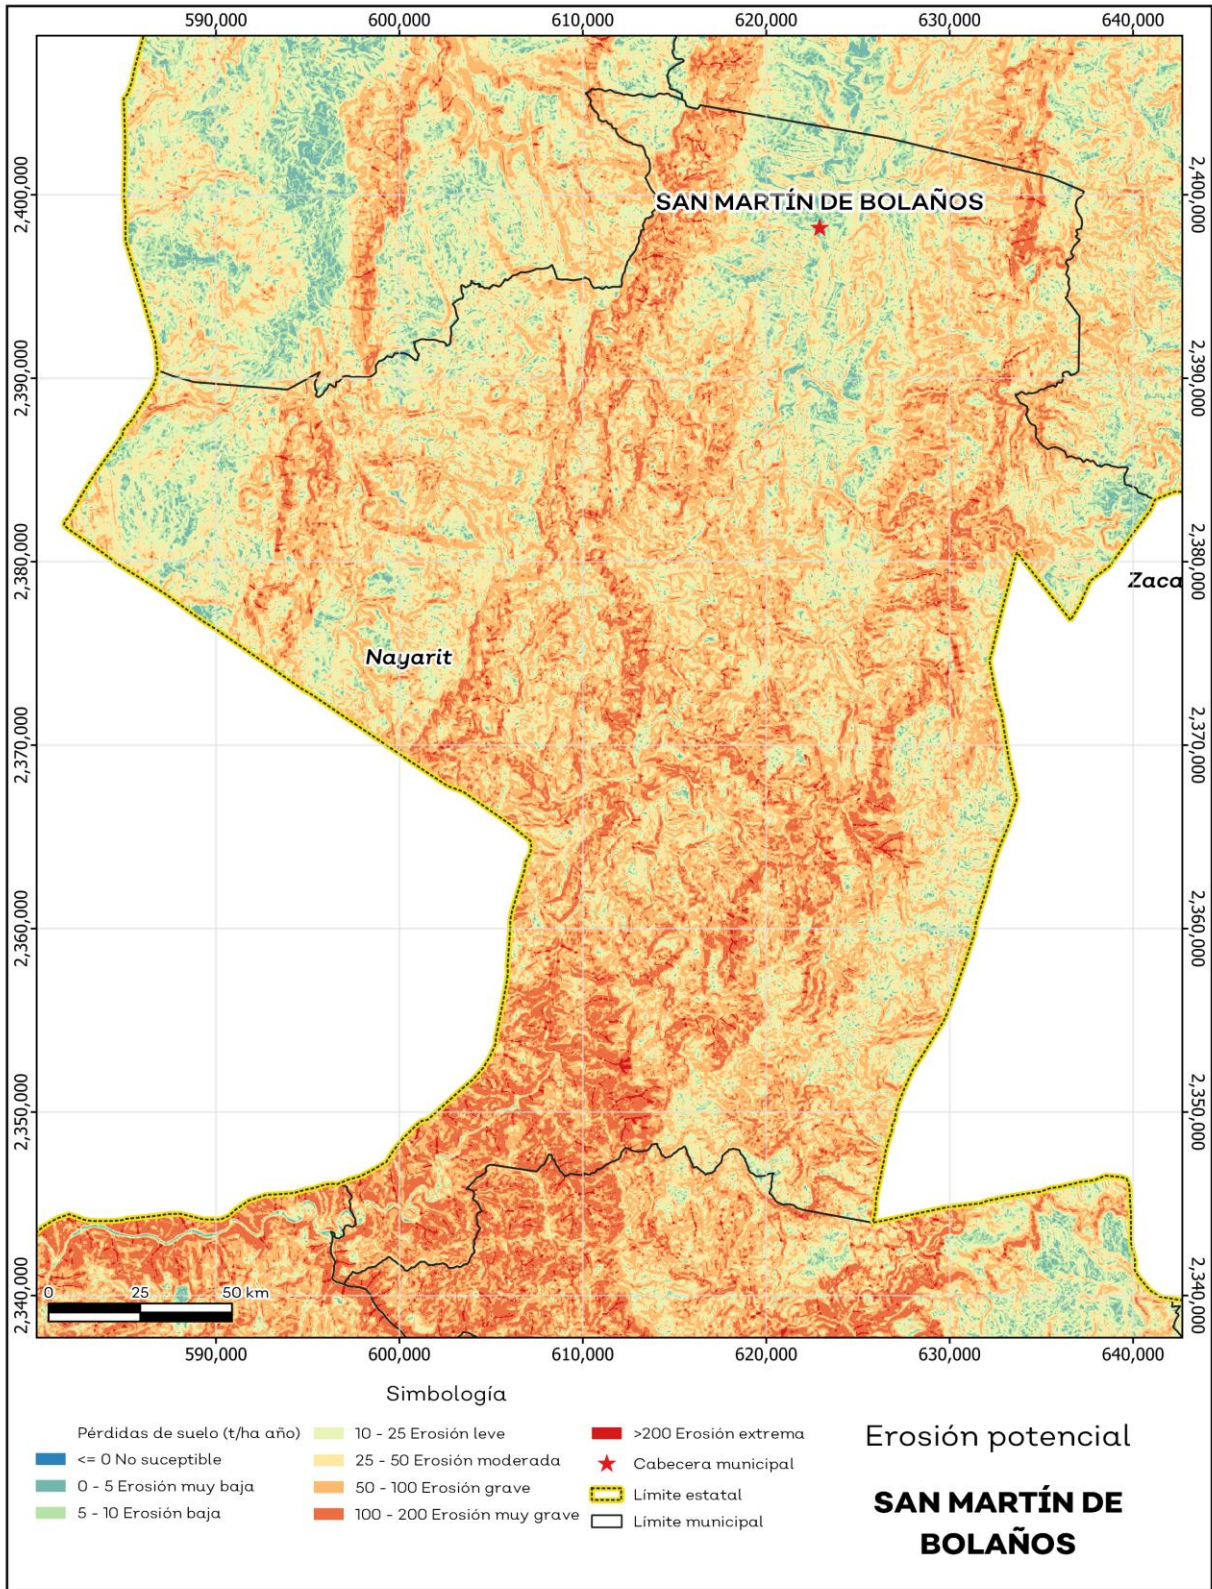 590,000
600,000
610,000
620,000
630,000
640,000
2,400,000
2,400,000
SAN MARTÍN DE BOLAÑOS
2,390,000
2,390,000
2,380,000
2,380,000
Zaca
Nayarit
2,370,000
2,370,000
2,360,000
2,360,000
2,350,000
2,350,000
2,340,000
2,340,000
0 25 50 km
590,000
600,000
610,000
620,000
630,000
640,000
Simbología
Pérdidas de suelo (t/ha año)
<= 0 No suceptible
0 - 5 Erosión muy baja
5 - 10 Erosión baja
10 - 25 Erosión leve
25 - 50 Erosión moderada
50 - 100 Erosión grave
100 - 200 Erosión muy grave
>200 Erosión extrema
Cabecera municipal
Límite estatal
Límite municipal
Erosión potencial
SAN MARTÍN DE
BOLAÑOS